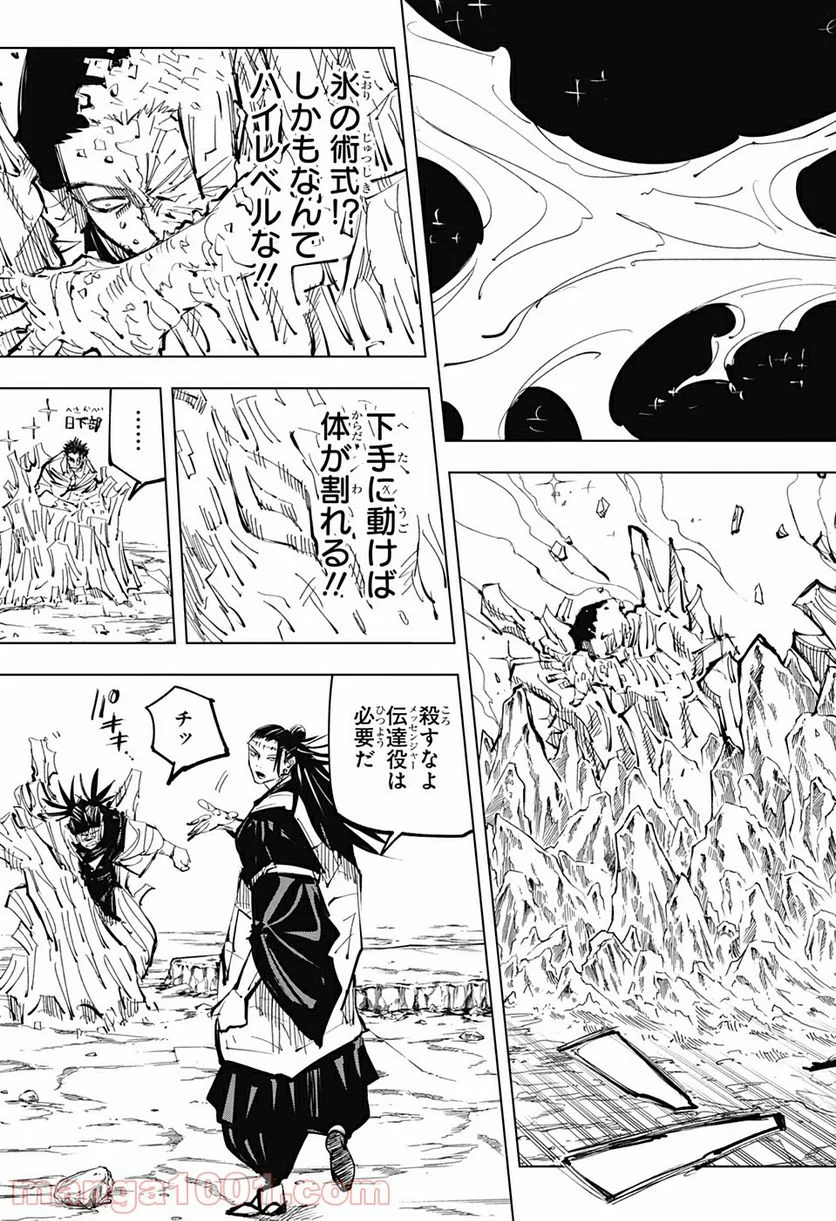 氷の術式!?
しかもなんて
ハイレベルな!!
下手に動けば
体が割れる!!
日下部
……
殺すなよ
伝達役は
必要だ
チッ
パキキ
manga1001.com